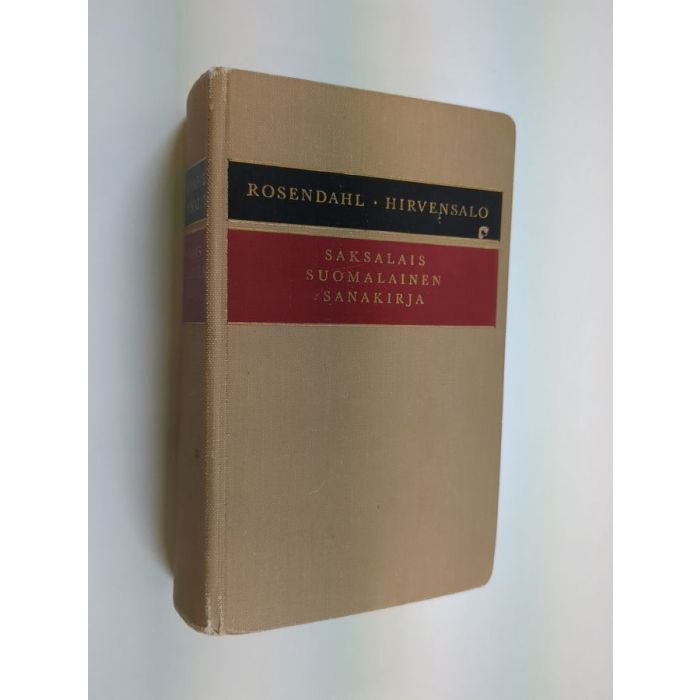 ROSENDAHL · HIRVENSALO
SAKSALAIS
SUOMALAINEN
SANAKIRJA